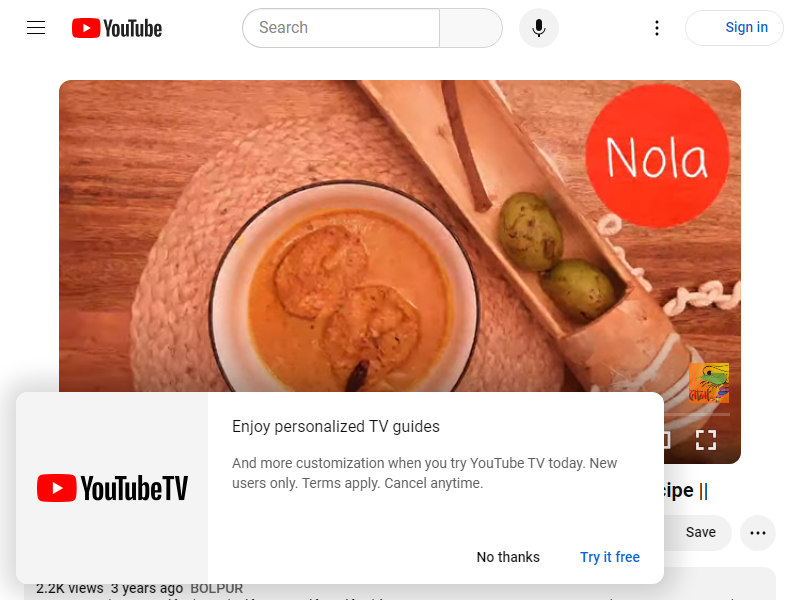 YouTube
Search
Sign in
Nola
cipe ||
Save
YouTubeTV
Enjoy personalized TV guides
And more customization when you try YouTube TV today. New
users only. Terms apply. Cancel anytime.
No thanks
Try it free
2.2K views 3 years ago BOLPUR